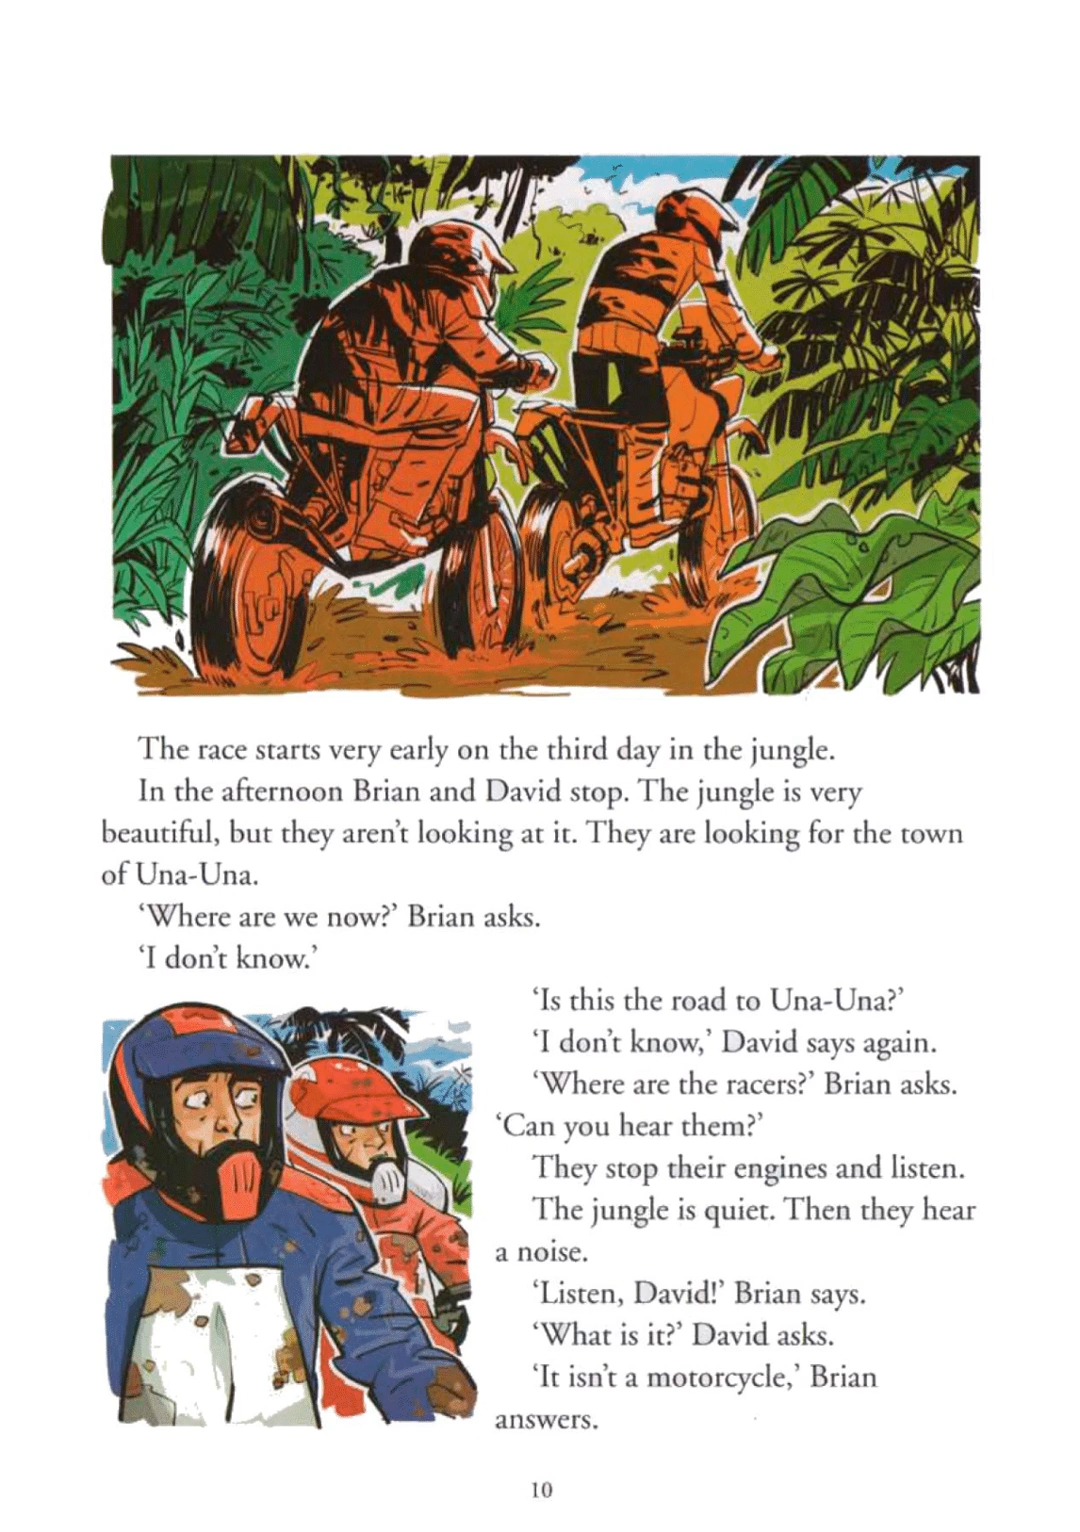 The race starts very early on the third day in the jungle.
In the afternoon Brian and David stop. The jungle is very
beautiful, but they aren’t looking at it. They are looking for the town
of Una-Una.
‘Where are we now?’ Brian asks.
‘I don’t know.’
‘Is this the road to Una-Una?’
‘I don’t know,’ David says again.
‘Where are the racers?’ Brian asks.
‘Can you hear them?’
They stop their engines and listen.
The jungle is quiet. Then they hear
a noise.
‘Listen, David!’ Brian says.
‘What is it?’ David asks.
‘It isn’t a motorcycle,’ Brian
answers.
10